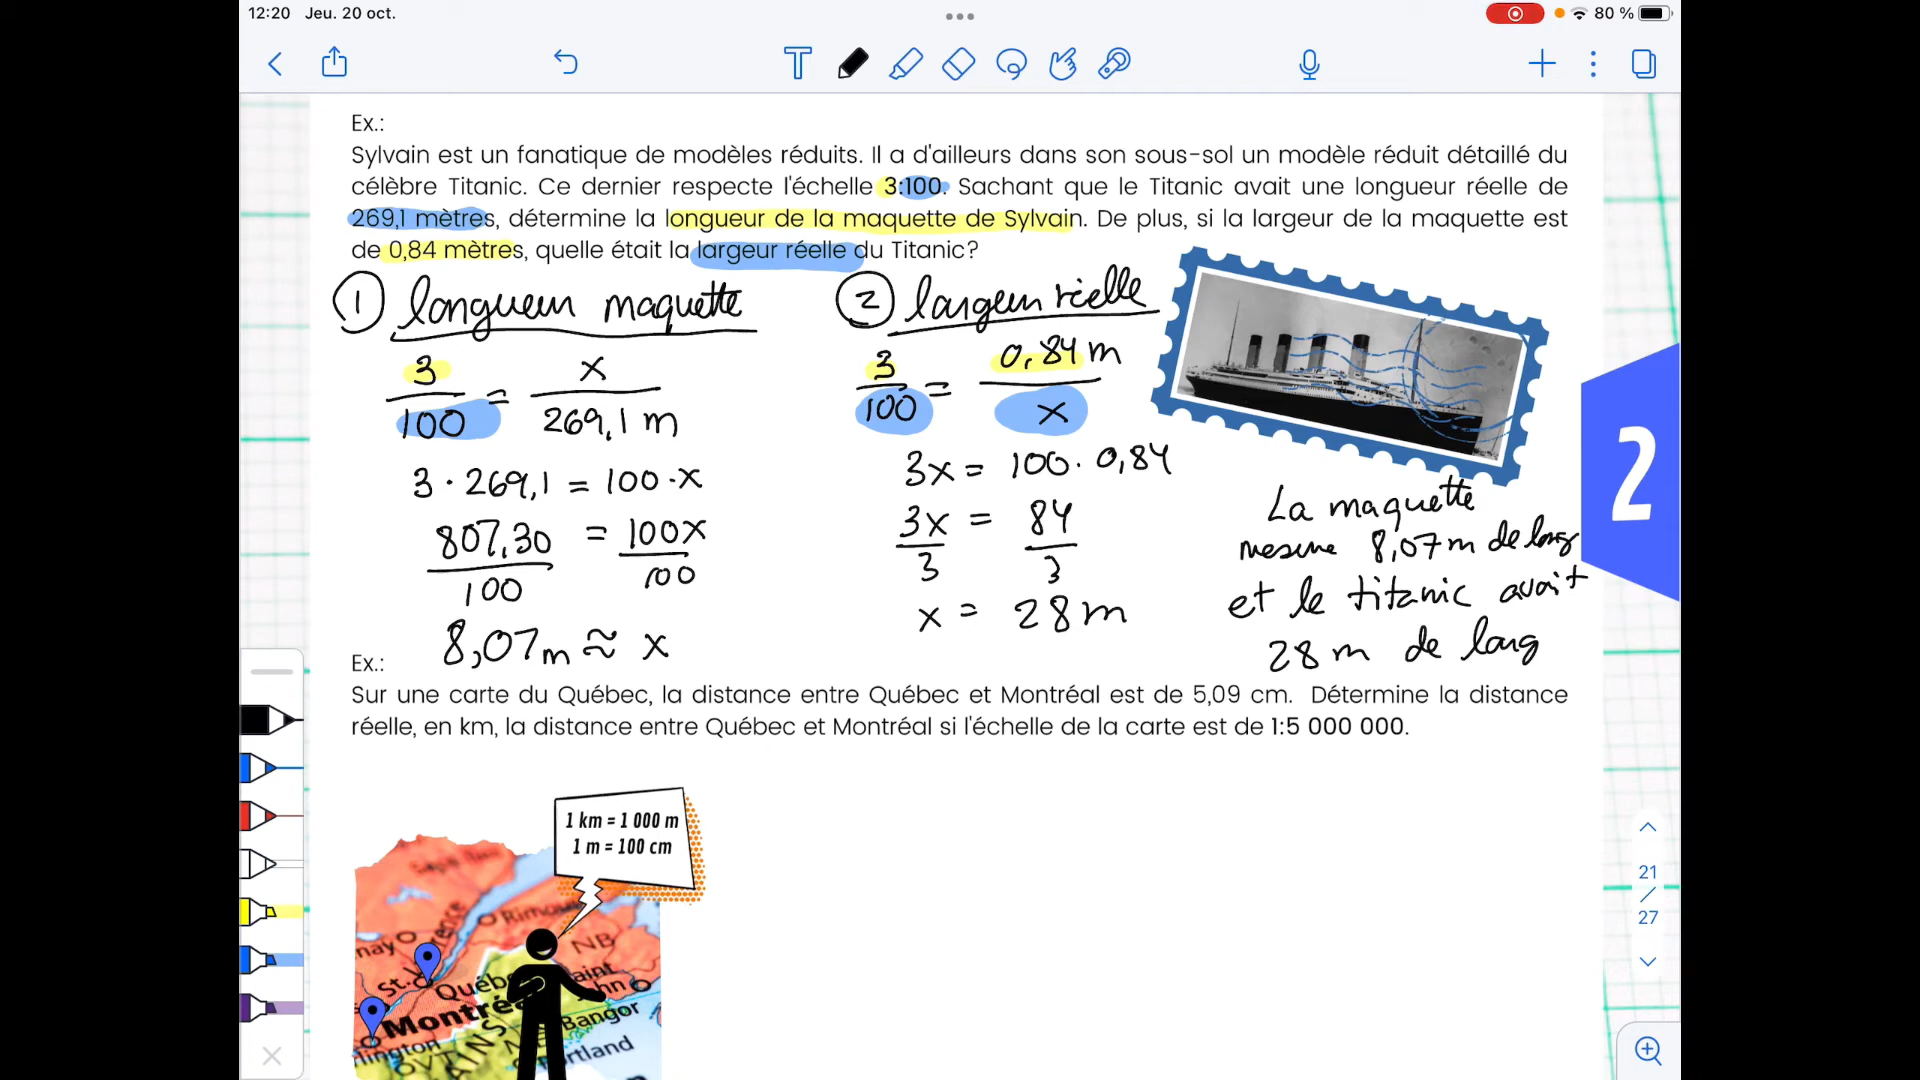 12:20 Jeu. 20 oct.
80 %
Ex.:
Sylvain est un fanatique de modèles réduits. Il a d'ailleurs dans son sous-sol un modèle réduit détaillé du
célèbre Titanic. Ce dernier respecte l'échelle 3:100. Sachant que le Titanic avait une longueur réelle de
269,1 mètres, détermine la longueur de la maquette de Sylvain. De plus, si la largeur de la maquette est
de 0,84 mètres, quelle était la largeur réelle du Titanic?
1 longueur maquette
3/100 = x/269,1 m
3 · 269,1 = 100 · x
807,30/100 = 100x/100
8,07 m ≈ x
2 largeur réelle
3/100 = 0,84 m/x
3x = 100 · 0,84
3x/3 = 84/3
x = 28 m
La maquette
mesure 8,07 m de long
et le titanic avait
28 m de larg
2
Ex.:
Sur une carte du Québec, la distance entre Québec et Montréal est de 5,09 cm. Détermine la distance
réelle, en km, la distance entre Québec et Montréal si l'échelle de la carte est de 1:5 000 000.
1 km = 1 000 m
1 m = 100 cm
NB
Québ
Montré
Bangor
21
27